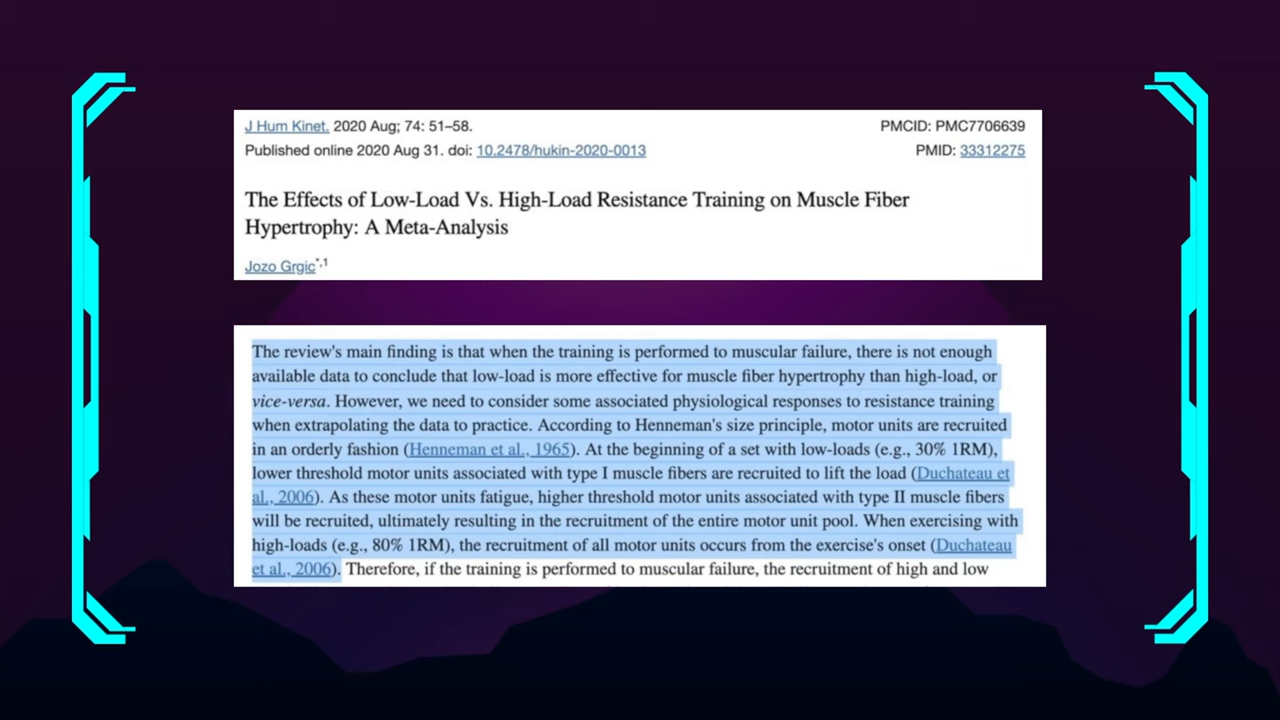 J Hum Kinet. 2020 Aug; 74: 51–58. PMCID: PMC7706639
Published online 2020 Aug 31. doi: 10.2478/hukin-2020-0013 PMID: 33312275
The Effects of Low-Load Vs. High-Load Resistance Training on Muscle Fiber
Hypertrophy: A Meta-Analysis
Jozo Grgic*,1
The review's main finding is that when the training is performed to muscular failure, there is not enough
available data to conclude that low-load is more effective for muscle fiber hypertrophy than high-load, or
vice-versa. However, we need to consider some associated physiological responses to resistance training
when extrapolating the data to practice. According to Henneman's size principle, motor units are recruited
in an orderly fashion (Henneman et al., 1965). At the beginning of a set with low-loads (e.g., 30% 1RM),
lower threshold motor units associated with type I muscle fibers are recruited to lift the load (Duchateau et
al., 2006). As these motor units fatigue, higher threshold motor units associated with type II muscle fibers
will be recruited, ultimately resulting in the recruitment of the entire motor unit pool. When exercising with
high-loads (e.g., 80% 1RM), the recruitment of all motor units occurs from the exercise's onset (Duchateau
et al., 2006). Therefore, if the training is performed to muscular failure, the recruitment of high and low